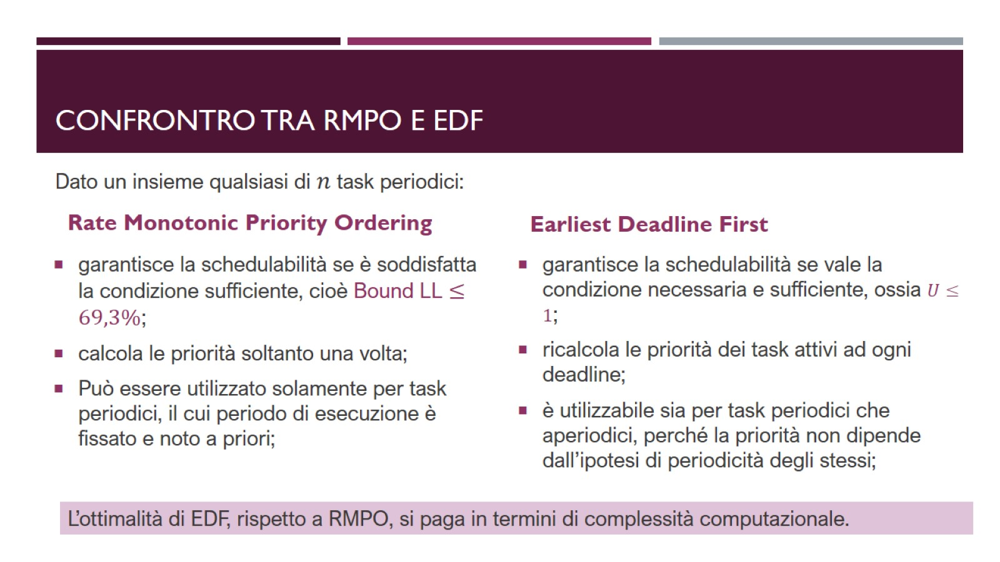 CONFRONTRO TRA RMPO E EDF
Dato un insieme qualsiasi di n task periodici:
Rate Monotonic Priority Ordering
■ garantisce la schedulabilità se è soddisfatta
la condizione sufficiente, cioè Bound LL ≤
69,3%;
■ calcola le priorità soltanto una volta;
■ Può essere utilizzato solamente per task
periodici, il cui periodo di esecuzione è
fissato e noto a priori;
Earliest Deadline First
■ garantisce la schedulabilità se vale la
condizione necessaria e sufficiente, ossia U ≤
1;
■ ricalcola le priorità dei task attivi ad ogni
deadline;
■ è utilizzabile sia per task periodici che
aperiodici, perché la priorità non dipende
dall’ipotesi di periodicità degli stessi;
L’ottimalità di EDF, rispetto a RMPO, si paga in termini di complessità computazionale.